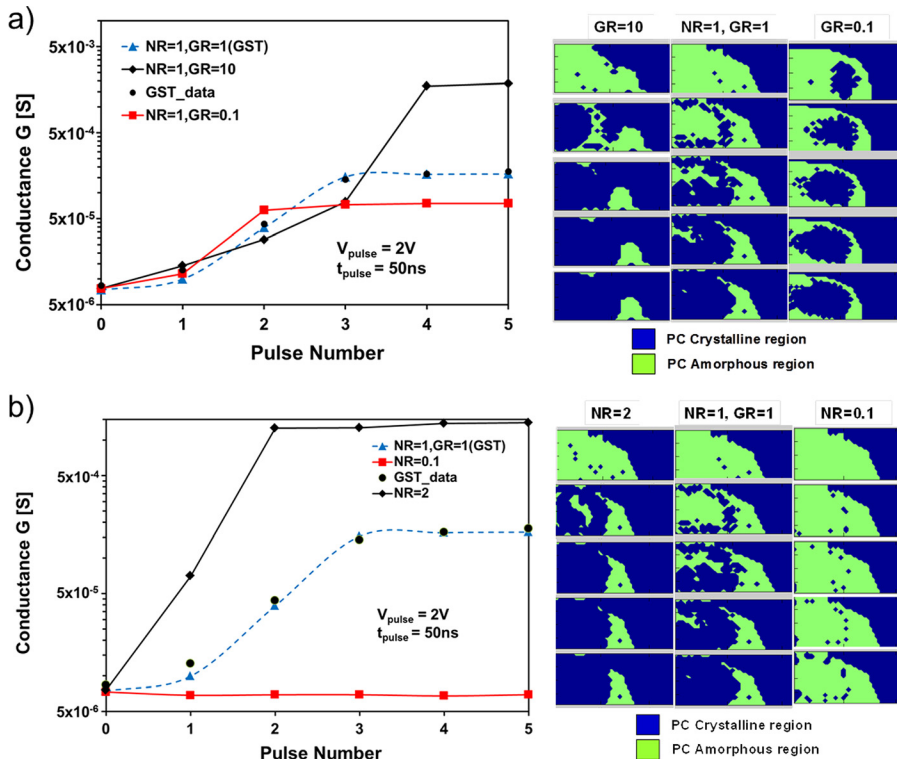 a)
5x10⁻³
5x10⁻⁴
5x10⁻⁵
5x10⁻⁶
Conductance G [S]
NR=1,GR=1(GST)
NR=1,GR=10
GST_data
NR=1,GR=0.1
V_pulse = 2V
t_pulse = 50ns
0 1 2 3 4 5
Pulse Number
GR=10 NR=1, GR=1 GR=0.1
PC Crystalline region
PC Amorphous region
b)
5x10⁻⁴
5x10⁻⁵
5x10⁻⁶
Conductance G [S]
NR=1,GR=1(GST)
NR=0.1
GST_data
NR=2
V_pulse = 2V
t_pulse = 50ns
0 1 2 3 4 5
Pulse Number
NR=2 NR=1, GR=1 NR=0.1
PC Crystalline region
PC Amorphous region